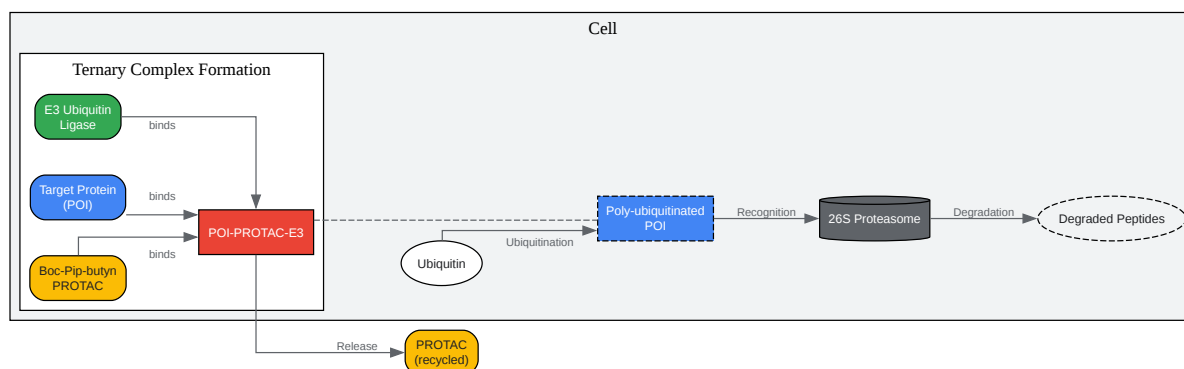 Cell
Ternary Complex Formation
E3 Ubiquitin
Ligase
binds
Target Protein
(POI)
binds
POI-PROTAC-E3
binds
Boc-Pip-butyn
PROTAC
Ubiquitin
Ubiquitination
Poly-ubiquitinated
POI
Recognition
26S Proteasome
Degradation
Degraded Peptides
Release
PROTAC
(recycled)